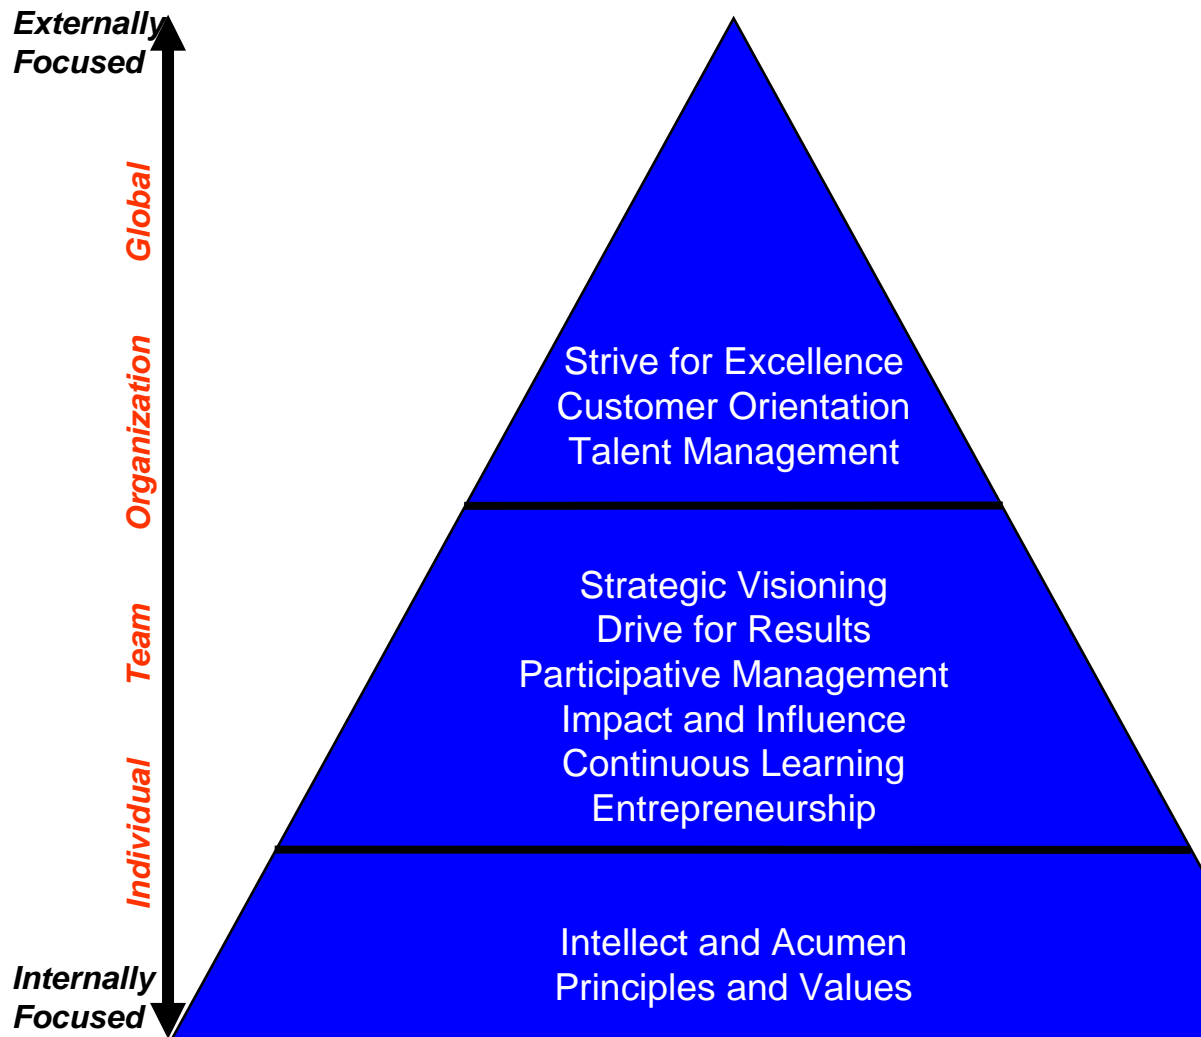 Externally
Focused
Global
Organization
Team
Individual
Internally
Focused
Strive for Excellence
Customer Orientation
Talent Management
Strategic Visioning
Drive for Results
Participative Management
Impact and Influence
Continuous Learning
Entrepreneurship
Intellect and Acumen
Principles and Values